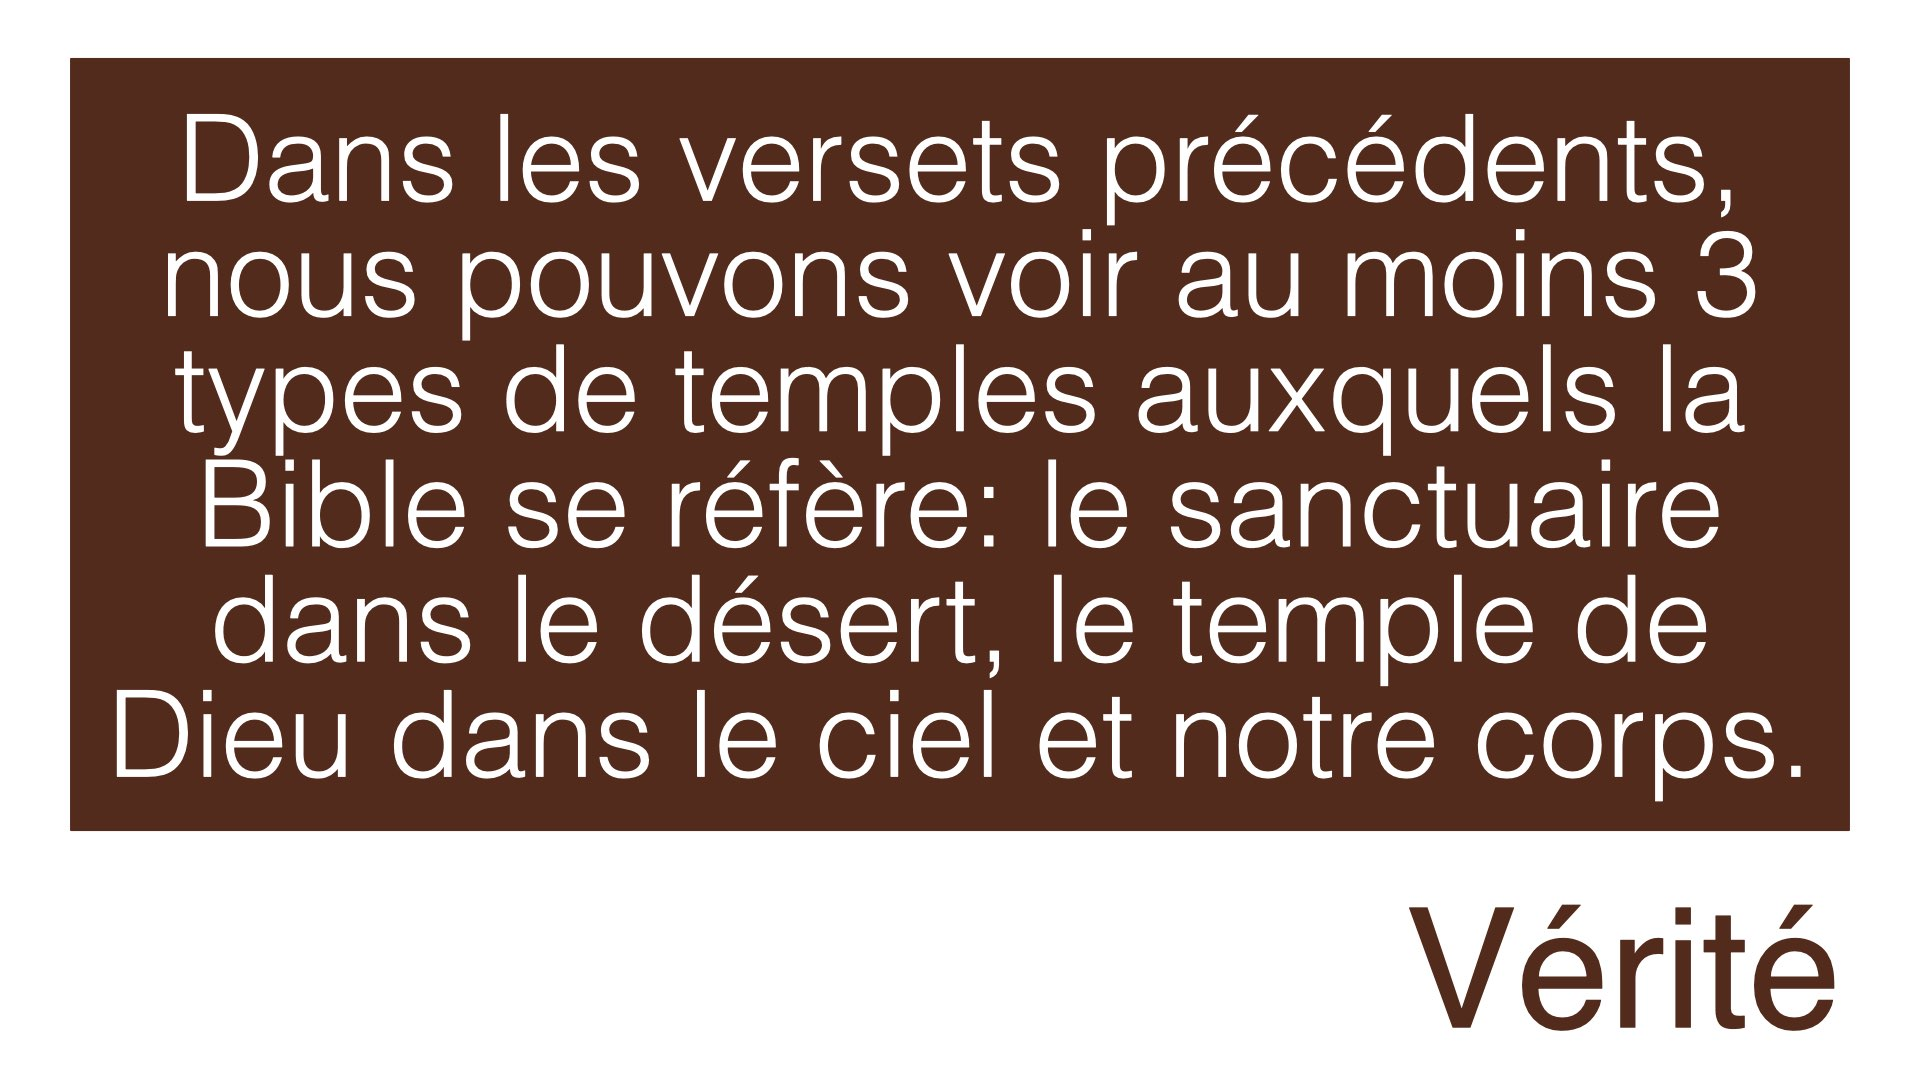 Dans les versets précédents,
nous pouvons voir au moins 3
types de temples auxquels la
Bible se réfère: le sanctuaire
dans le désert, le temple de
Dieu dans le ciel et notre corps.
Vérité